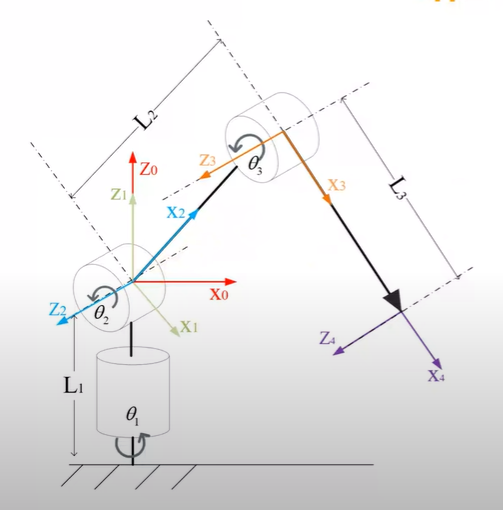 L₂
Z₀
Z₃
θ₃
Z₁
X₃
X₂
L₃
X₀
Z₂
θ₂
X₁
Z₄
L₁
X₄
θ₁